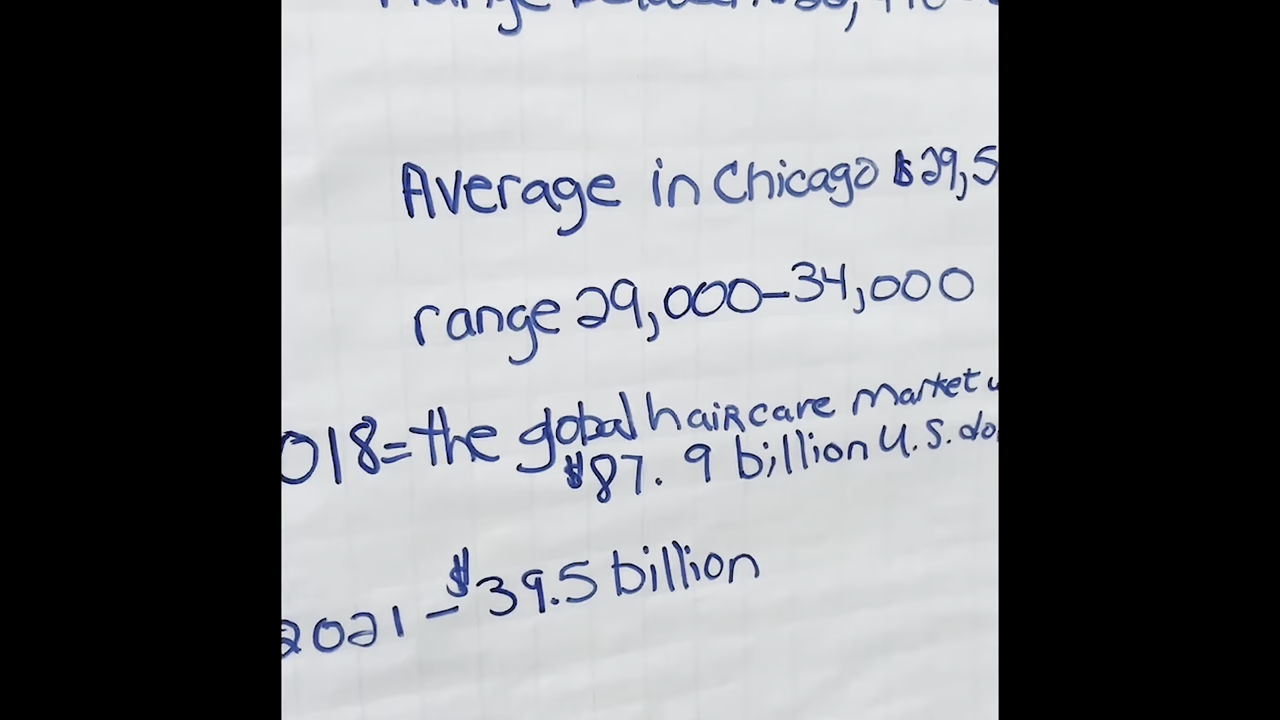 Average in Chicago $29,5
range 29,000-34,000
018=the global haircare market
$87.9 billion U.S. do
2021-$39.5 billion